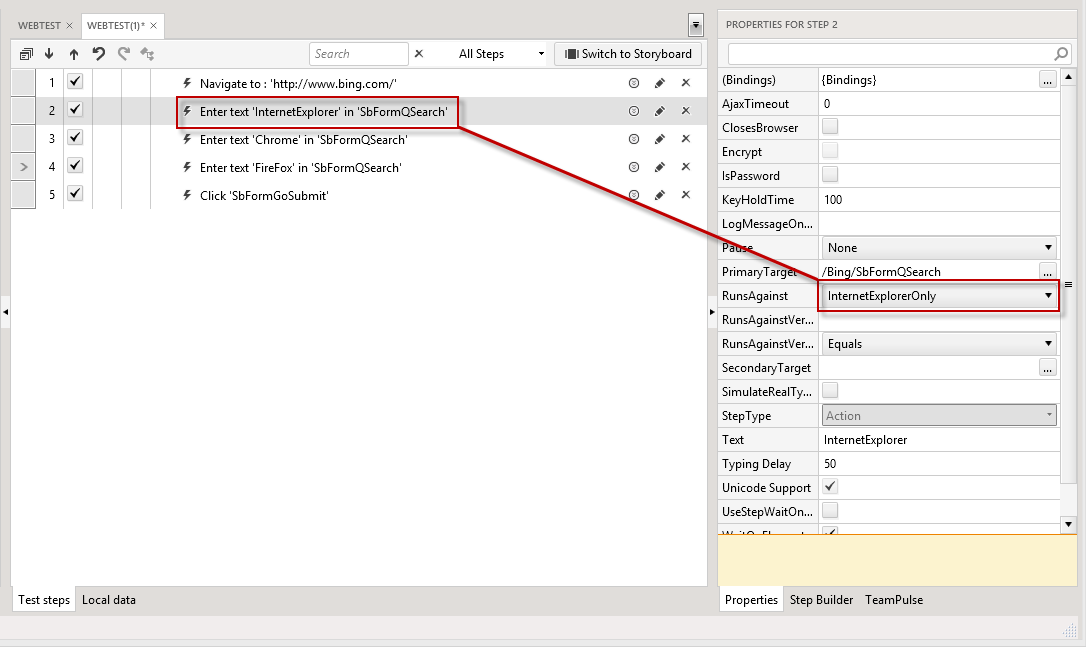 WEBTEST × WEBTEST(1)* ×
Search × All Steps Switch to Storyboard
1 Navigate to : 'http://www.bing.com/'
2 Enter text 'InternetExplorer' in 'SbFormQSearch'
3 Enter text 'Chrome' in 'SbFormQSearch'
4 Enter text 'FireFox' in 'SbFormQSearch'
5 Click 'SbFormGoSubmit'
Test steps Local data
PROPERTIES FOR STEP 2
(Bindings) {Bindings} ...
AjaxTimeout 0
ClosesBrowser
Encrypt
IsPassword
KeyHoldTime 100
LogMessageOn...
Pause None
PrimaryTarget /Bing/SbFormQSearch ...
RunsAgainst InternetExplorerOnly
RunsAgainstVer...
RunsAgainstVer... Equals
SecondaryTarget ...
SimulateRealTy...
StepType Action
Text InternetExplorer
Typing Delay 50
Unicode Support
UseStepWaitOn...
Properties Step Builder TeamPulse